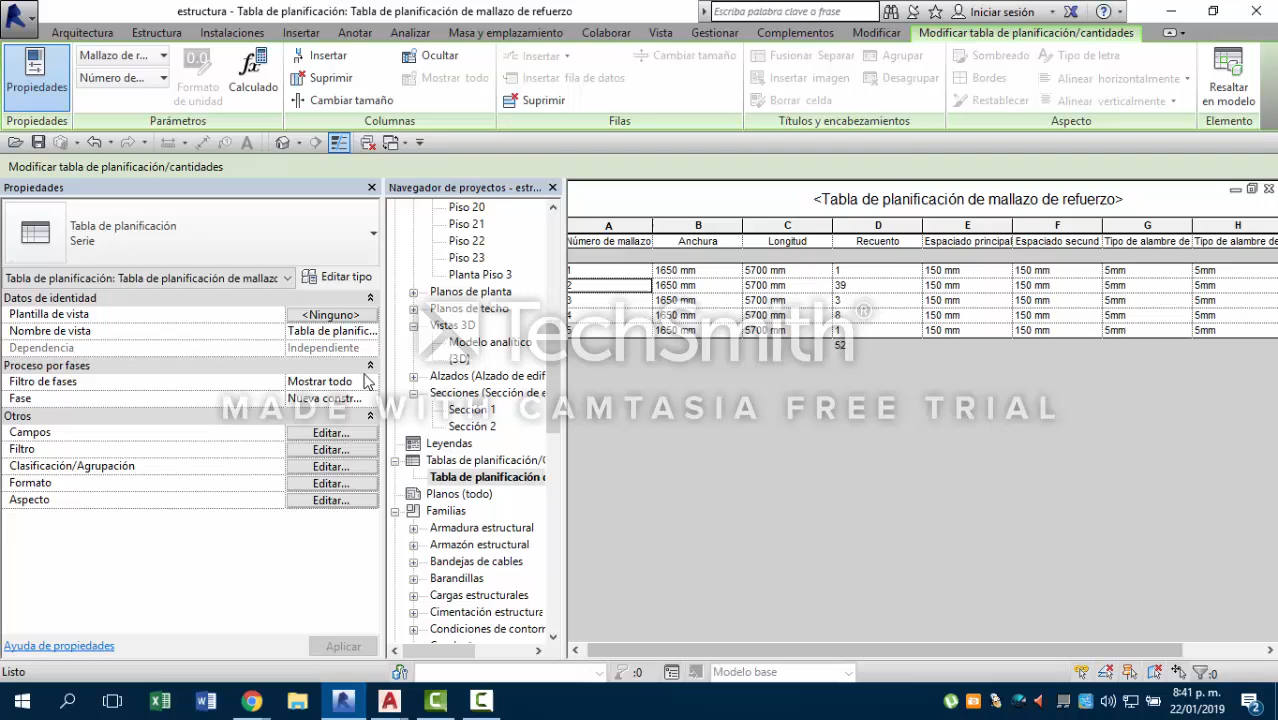 estructura - Tabla de planificación: Tabla de planificación de mallazo de refuerzo
Escriba palabra clave o frase
Iniciar sesión
Arquitectura Estructura Instalaciones Insertar Anotar Analizar Masa y emplazamiento Colaborar Vista Gestionar Complementos Modificar Modificar tabla de planificación/cantidades
Propiedades
Propiedades
Mallazo de r...
Número de...
0.0
Formato
de unidad
Calculado
Parámetros
Insertar
Suprimir
Cambiar tamaño
Ocultar
Mostrar todo
Columnas
Insertar
Insertar fila de datos
Suprimir
Cambiar tamaño
Filas
Fusionar Separar
Insertar imagen
Borrar celda
Agrupar
Desagrupar
Títulos y encabezamientos
Sombreado
Bordes
Restablecer
Tipo de letra
Alinear horizontalmente
Alinear verticalmente
Aspecto
Resaltar
en modelo
Elemento
Modificar tabla de planificación/cantidades
Propiedades
Tabla de planificación
Serie
Tabla de planificación: Tabla de planificación de mallazo
Editar tipo
Datos de identidad
Plantilla de vista <Ninguno>
Nombre de vista Tabla de planific...
Dependencia Independiente
Proceso por fases
Filtro de fases Mostrar todo
Fase Nueva constr...
Otros
Campos Editar...
Filtro Editar...
Clasificación/Agrupación Editar...
Formato Editar...
Aspecto Editar...
Ayuda de propiedades
Aplicar
Navegador de proyectos - estr...
Piso 20
Piso 21
Piso 22
Piso 23
Planta Piso 3
Planos de planta
Planos de techo
Vistas 3D
Modelo analítico
{3D}
Alzados (Alzado de edif
Secciones (Sección de e
Sección 1
Sección 2
Leyendas
Tablas de planificación/C
Tabla de planificación d
Planos (todo)
Familias
Armadura estructural
Armazón estructural
Bandejas de cables
Barandillas
Cargas estructurales
Cimentación estructura
Condiciones de contorn
<Tabla de planificación de mallazo de refuerzo>
A B C D E F G H
Número de mallazo Anchura Longitud Recuento Espaciado principal Espaciado secund Tipo de alambre de Tipo de alambre de
1 1650 mm 5700 mm 1 150 mm 150 mm 5mm 5mm
2 1650 mm 5700 mm 39 150 mm 150 mm 5mm 5mm
3 1650 mm 5700 mm 3 150 mm 150 mm 5mm 5mm
4 1650 mm 5700 mm 8 150 mm 150 mm 5mm 5mm
5 1650 mm 5700 mm 1 150 mm 150 mm 5mm 5mm
52
TechSmith®
MADE WITH CAMTASIA FREE TRIAL
Listo
:0
Modelo base
:0
8:41 p. m.
22/01/2019
2